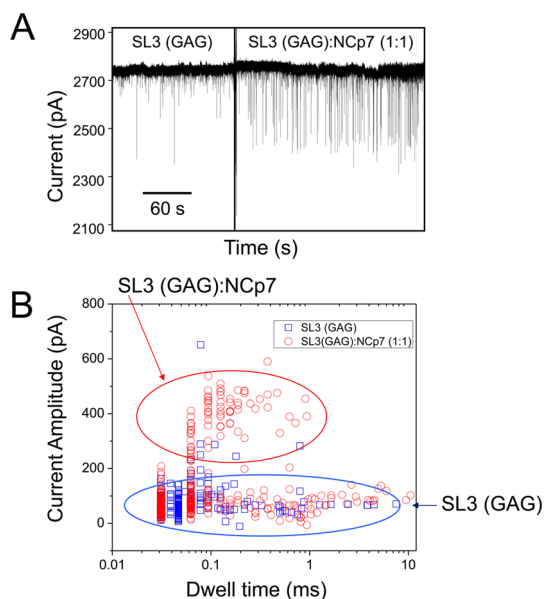 A
SL3 (GAG)
SL3 (GAG):NCp7 (1:1)
2900
2700
2500
2300
2100
Current (pA)
60 s
Time (s)
SL3 (GAG):NCp7
B
800
600
400
200
0
Current Amplitude (pA)
SL3 (GAG)
SL3(GAG):NCp7 (1:1)
SL3 (GAG)
0.01
0.1
1
10
Dwell time (ms)